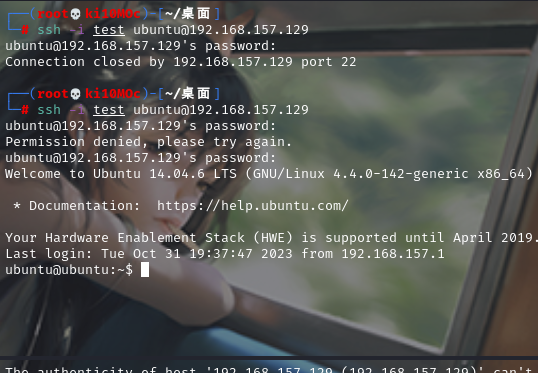 ┌──(root💀ki10Moc)-[~/桌面]
└─# ssh -i test ubuntu@192.168.157.129
ubuntu@192.168.157.129's password:
Connection closed by 192.168.157.129 port 22
┌──(root💀ki10Moc)-[~/桌面]
└─# ssh -i test ubuntu@192.168.157.129
ubuntu@192.168.157.129's password:
Permission denied, please try again.
ubuntu@192.168.157.129's password:
Welcome to Ubuntu 14.04.6 LTS (GNU/Linux 4.4.0-142-generic x86_64)
* Documentation:  https://help.ubuntu.com/
Your Hardware Enablement Stack (HWE) is supported until April 2019.
Last login: Tue Oct 31 19:37:47 2023 from 192.168.157.1
ubuntu@ubuntu:~$
The authenticity of host '192.168.157.129 (192.168.157.129)' can't